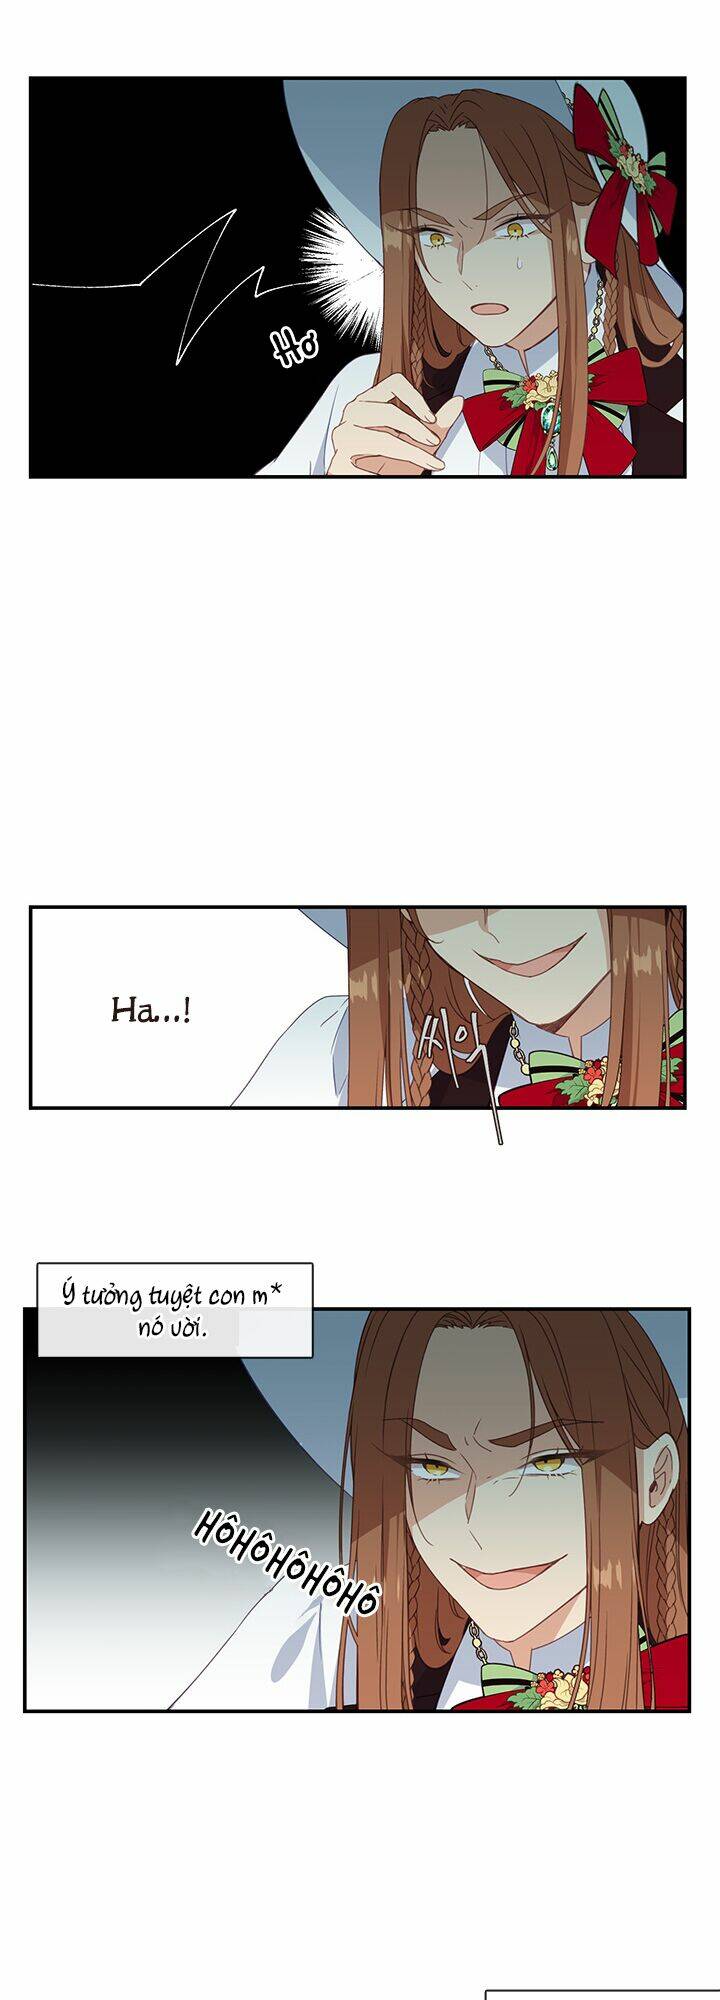 Hơ
Ha...!
씨익
Ý tưởng tuyệt con m*
nó vời.
HÔHÔHÔHÔHÔ